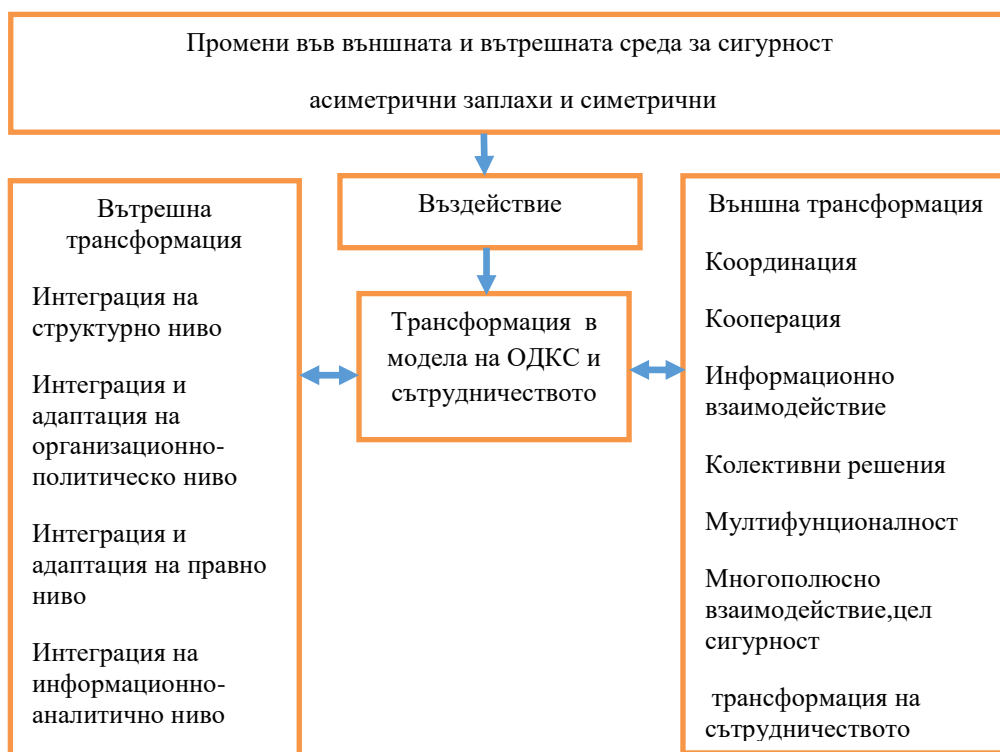 Промени във външната и вътрешната среда за сигурност
асиметрични заплахи и симетрични
Въздействие
Трансформация в
модела на ОДКС и
сътрудничеството
Вътрешна
трансформация
Интеграция на
структурно ниво
Интеграция и
адаптация на
организационно-
политическо ниво
Интеграция и
адаптация на правно
ниво
Интеграция на
информационно-
аналитично ниво
Външна трансформация
Координация
Кооперация
Информационно
взаимодействие
Колективни решения
Мултифунционалност
Многополюсно
взаимодействие,цел
сигурност
трансформация на
сътрудничеството